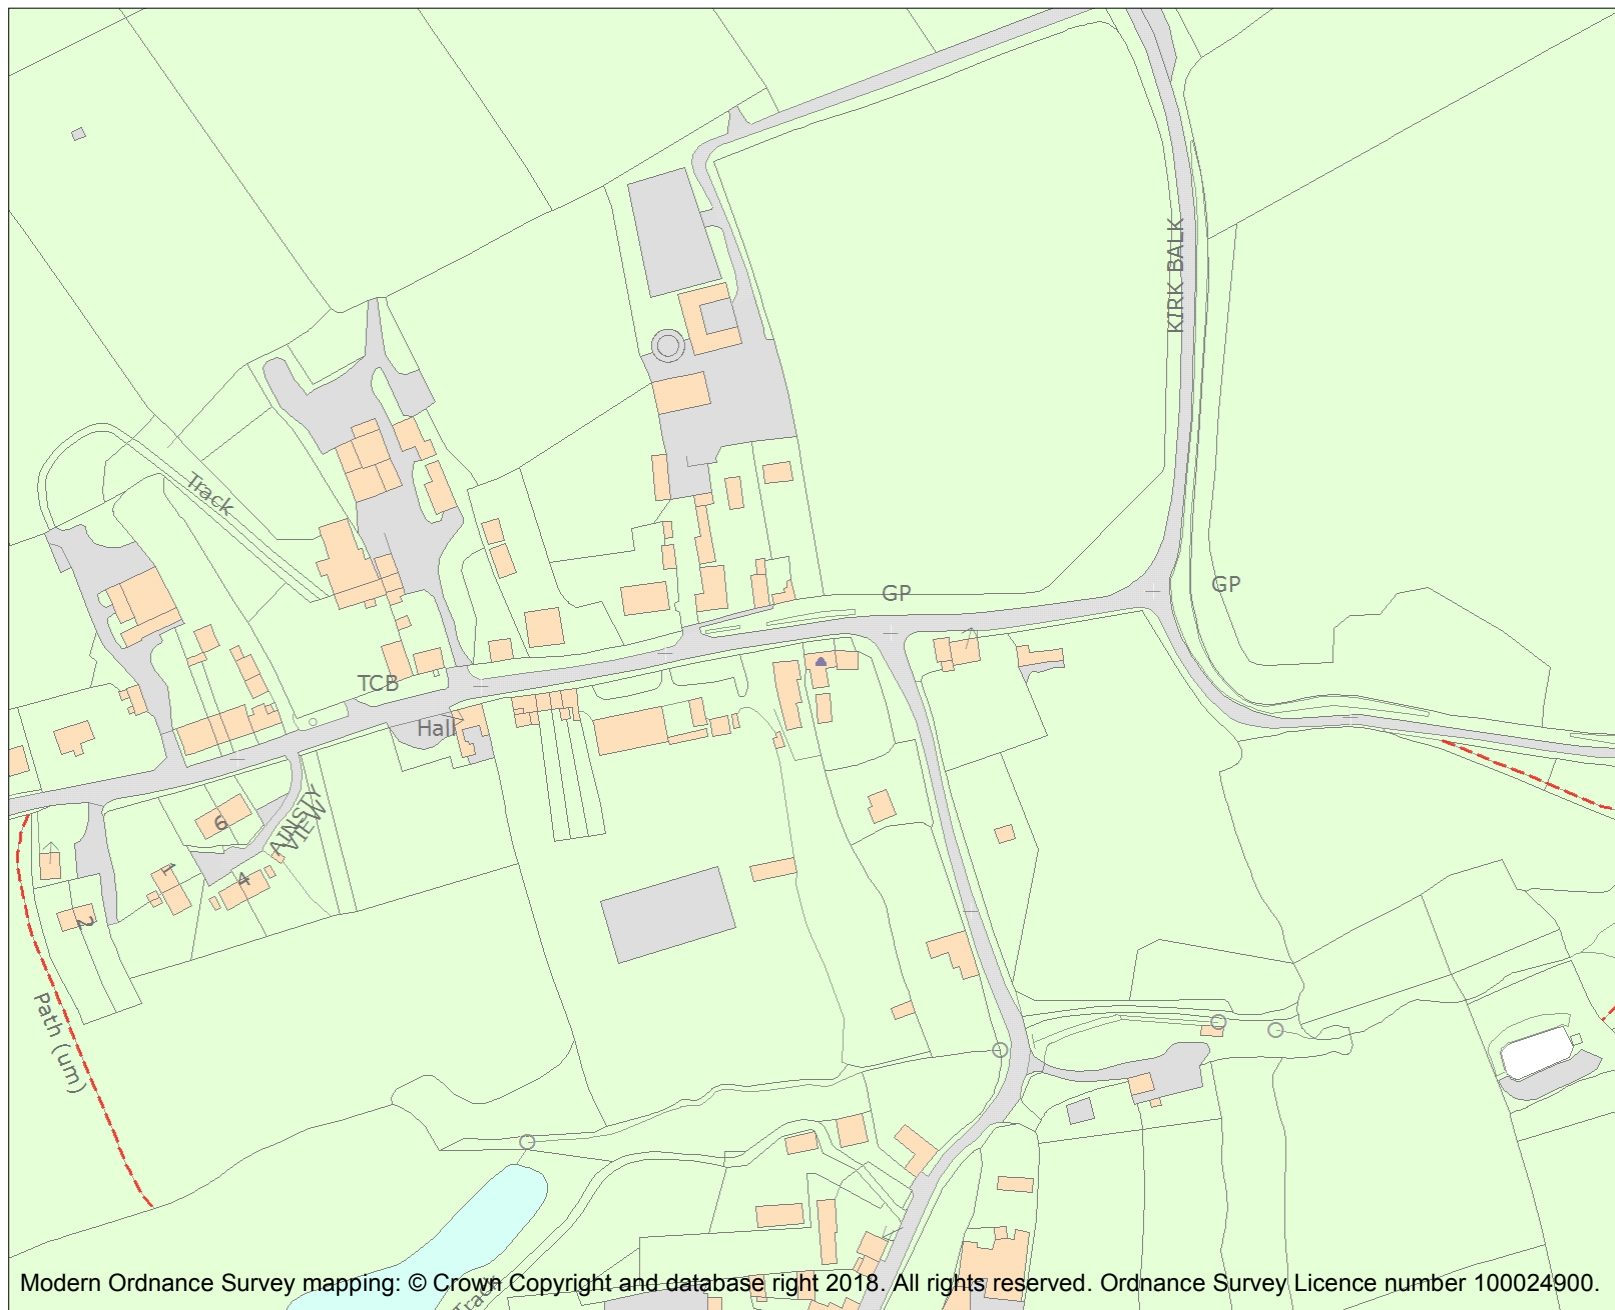 KIRK BALK
Track
GP
GP
TCB
Hall
AINSTY
VIEW
6
1
4
2
Path (um)
Track
Modern Ordnance Survey mapping: © Crown Copyright and database right 2018. All rights reserved. Ordnance Survey Licence number 100024900.